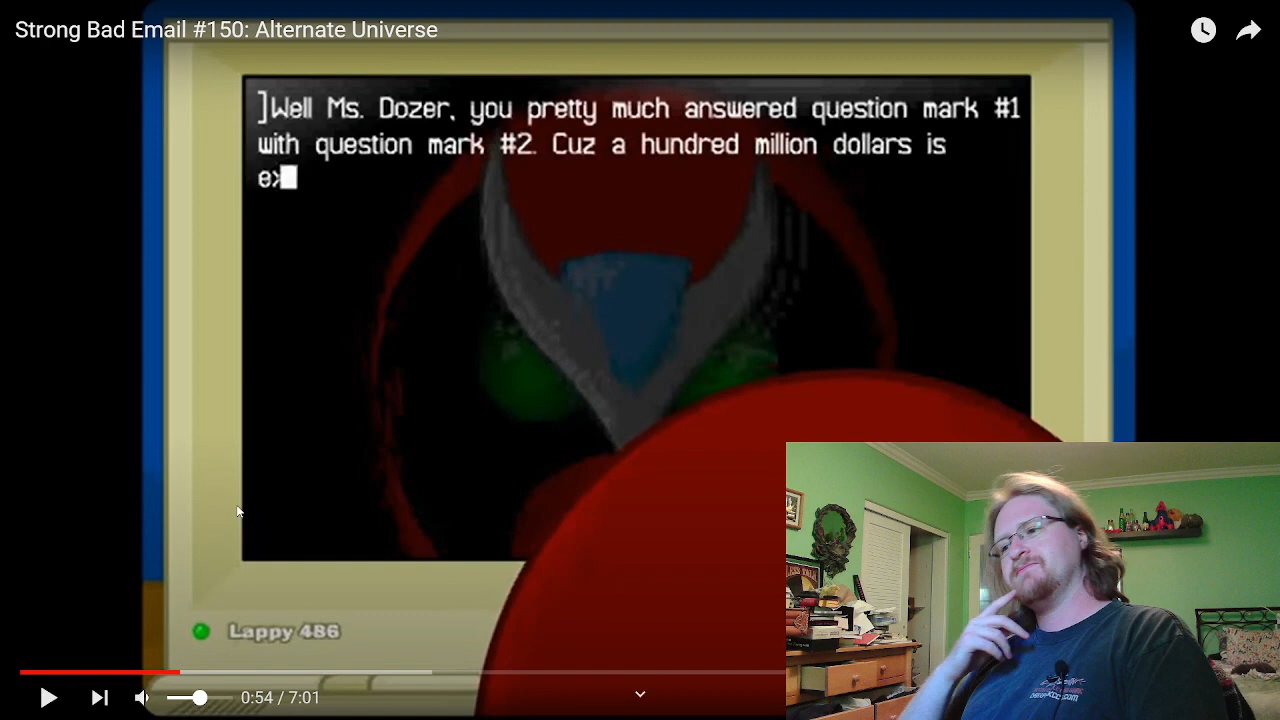 Strong Bad Email #150: Alternate Universe
]Well Ms. Dozer, you pretty much answered question mark #1
with question mark #2. Cuz a hundred million dollars is
ex
Lappy 486
0:54 / 7:01